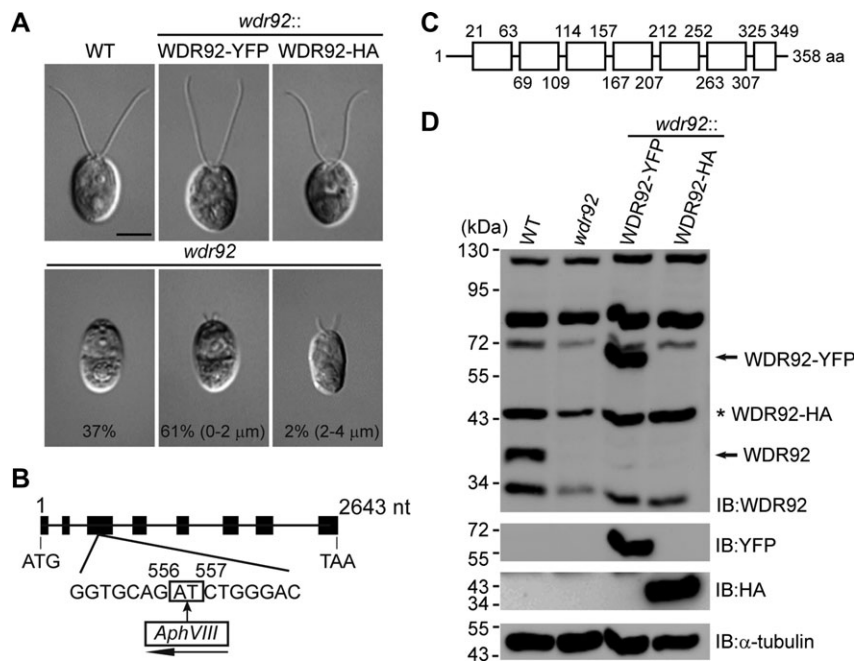 A
wdr92::
WT WDR92-YFP WDR92-HA
wdr92
37% 61% (0-2 μm) 2% (2-4 μm)
B
1 2643 nt
ATG TAA
556 557
GGTGCAGATCTGGGAC
AphVIII
C
21 63 114 157 212 252 325 349
1 358 aa
69 109 167 207 263 307
D
wdr92::
(kDa) WT wdr92 WDR92-YFP WDR92-HA
130
95
72
WDR92-YFP
55
43 * WDR92-HA
WDR92
34
IB:WDR92
72
IB:YFP
55
43
IB:HA
34
55
IB:α-tubulin
43